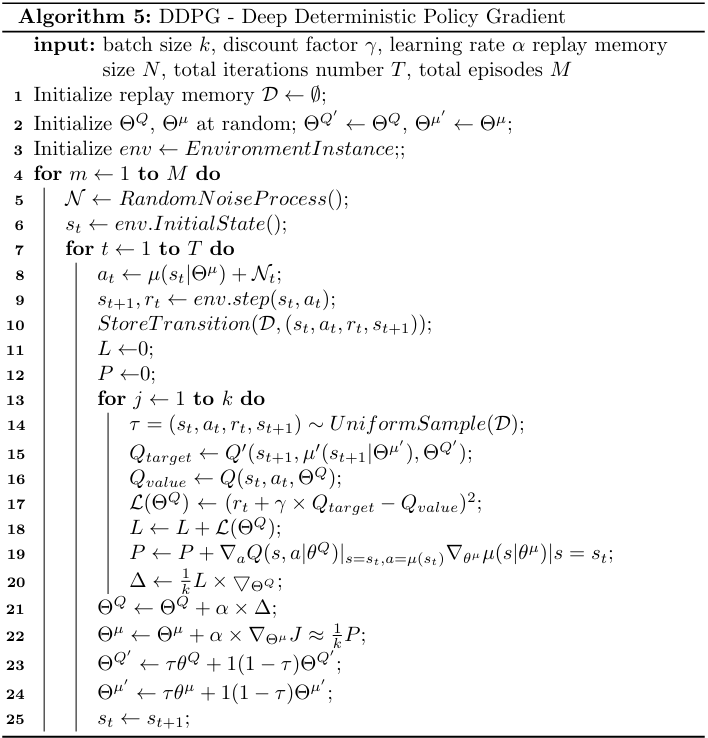 Algorithm 5: DDPG - Deep Deterministic Policy Gradient
input: batch size k, discount factor γ, learning rate α replay memory
size N, total iterations number T, total episodes M
1 Initialize replay memory 𝒟 ← ∅;
2 Initialize Θ^Q, Θ^μ at random; Θ^{Q'} ← Θ^Q, Θ^{μ'} ← Θ^μ;
3 Initialize env ← EnvironmentInstance;;
4 for m ← 1 to M do
5 𝒩 ← RandomNoiseProcess();
6 s_t ← env.InitialState();
7 for t ← 1 to T do
8 a_t ← μ(s_t|Θ^μ) + 𝒩_t;
9 s_{t+1}, r_t ← env.step(s_t, a_t);
10 StoreTransition(𝒟, (s_t, a_t, r_t, s_{t+1}));
11 L ←0;
12 P ←0;
13 for j ← 1 to k do
14 τ = (s_t, a_t, r_t, s_{t+1}) ∼ UniformSample(𝒟);
15 Q_{target} ← Q'(s_{t+1}, μ'(s_{t+1}|Θ^{μ'}), Θ^{Q'});
16 Q_{value} ← Q(s_t, a_t, Θ^Q);
17 ℒ(Θ^Q) ← (r_t + γ × Q_{target} − Q_{value})^2;
18 L ← L + ℒ(Θ^Q);
19 P ← P + ∇_a Q(s, a|θ^Q)|_{s=s_t,a=μ(s_t)} ∇_{θ^μ} μ(s|θ^μ)|s = s_t;
20 Δ ← \frac{1}{k} L × ▽_{Θ^Q};
21 Θ^Q ← Θ^Q + α × Δ;
22 Θ^μ ← Θ^μ + α × ∇_{Θ^μ} J ≈ \frac{1}{k} P;
23 Θ^{Q'} ← τθ^Q + 1(1 − τ)Θ^{Q'};
24 Θ^{μ'} ← τθ^μ + 1(1 − τ)Θ^{μ'};
25 s_t ← s_{t+1};